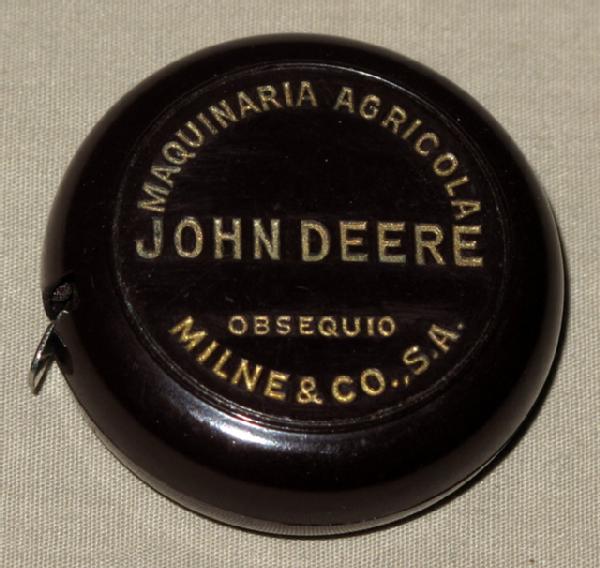 MAQUINARIA AGRICOLA
JOHN DEERE
OBSEQUIO
MILNE & CO., S.A.